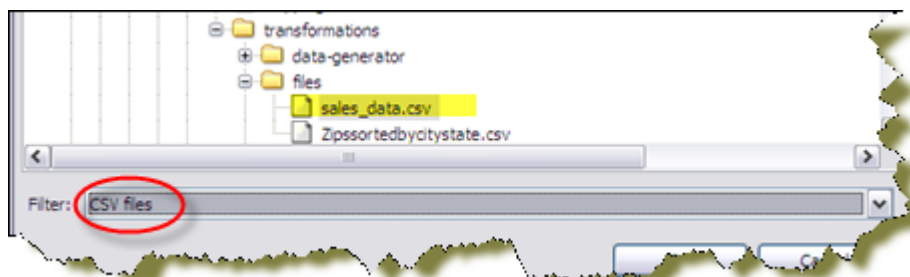 transformations
data-generator
files
sales_data.csv
Zipssortedbycitystate.csv
Filter: CSV files